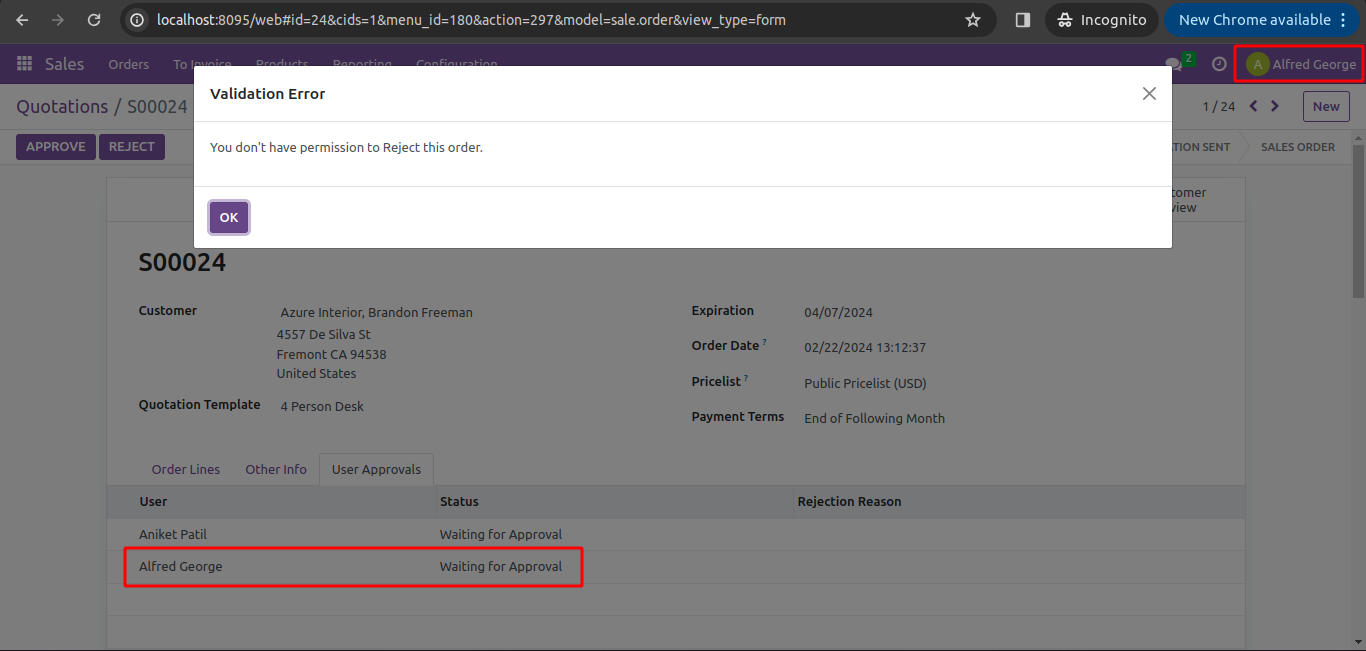 localhost:8095/web#id=24&cids=1&menu_id=180&action=297&model=sale.order&view_type=form
Incognito
New Chrome available
Sales Orders To Invoice Products Reporting Configuration 2 A Alfred George
Quotations / S00024 1 / 24 New
APPROVE REJECT TION SENT SALES ORDER
Validation Error
You don't have permission to Reject this order.
OK
tomer
view
S00024
Customer
Azure Interior, Brandon Freeman
4557 De Silva St
Fremont CA 94538
United States
Quotation Template 4 Person Desk
Expiration 04/07/2024
Order Date ? 02/22/2024 13:12:37
Pricelist ? Public Pricelist (USD)
Payment Terms End of Following Month
Order Lines Other Info User Approvals
User Status Rejection Reason
Aniket Patil Waiting for Approval
Alfred George Waiting for Approval